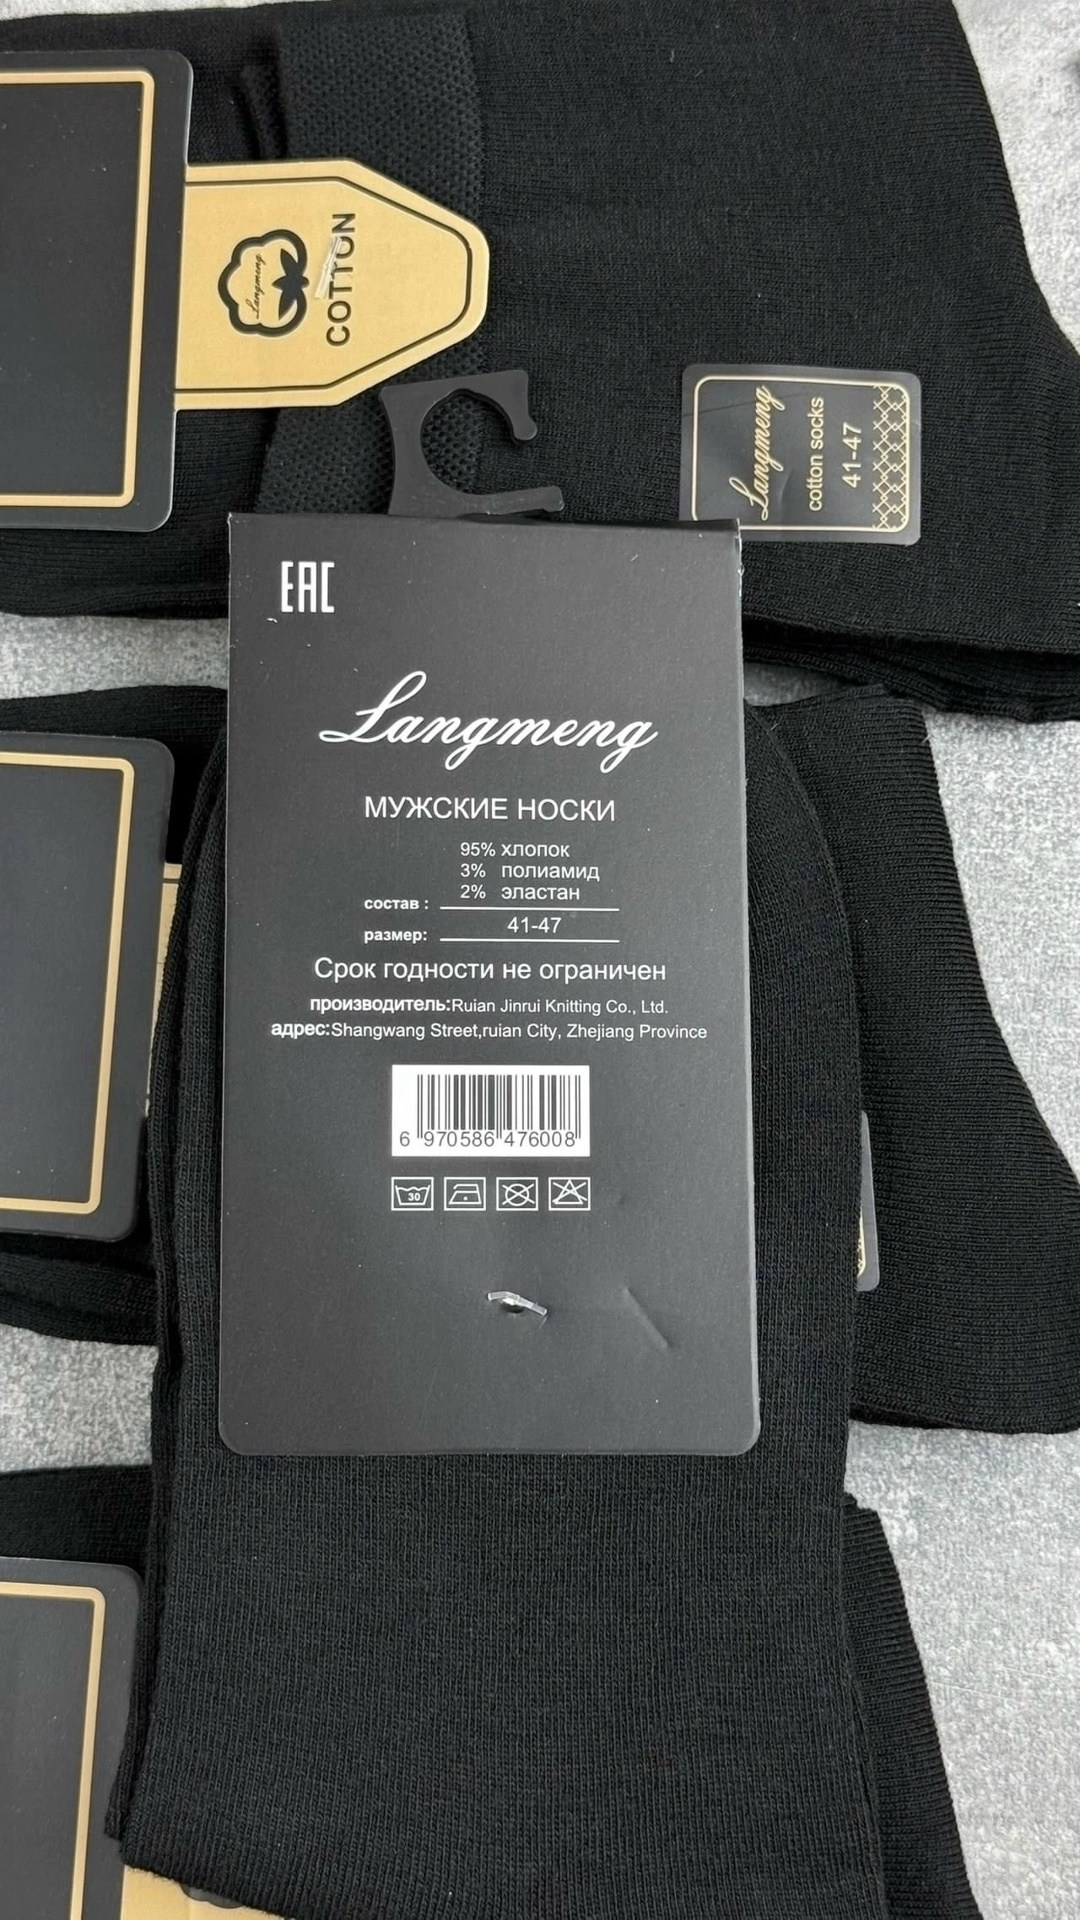 COTTON
Langmeng
Langmeng
cotton socks
41-47
EAC
Langmeng
МУЖСКИЕ НОСКИ
95% хлопок
3% полиамид
2% эластан
состав :
размер: 41-47
Срок годности не ограничен
производитель:Ruian Jinrui Knitting Co., Ltd.
адрес:Shangwang Street,ruian City, Zhejiang Province
6 970586 476008
30